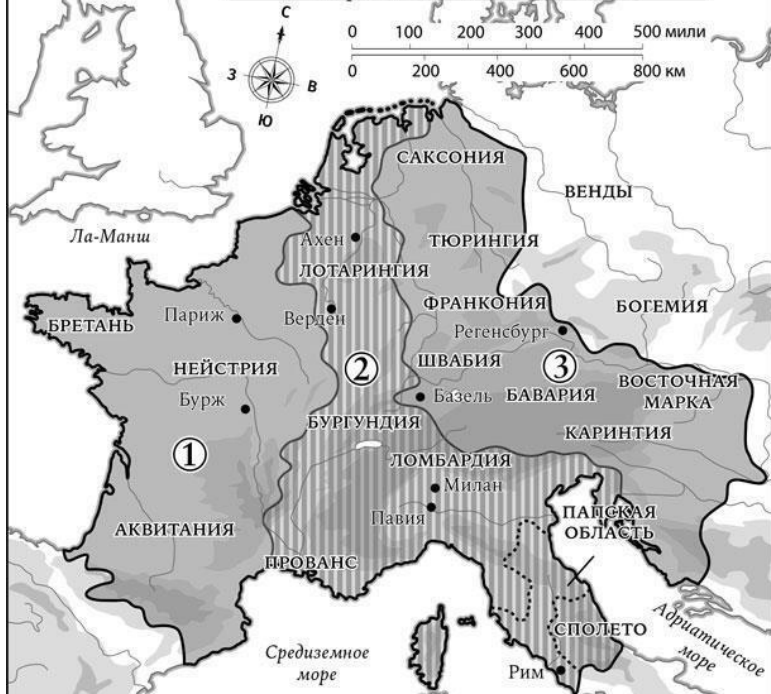 С
З
В
Ю
0 140 200 300 400 500 мили
0 200 400 600 800 км
САКСОНИЯ
ВЕНДЫ
Ла-Манш
Ахен
ТЮРИНГИЯ
ЛОТАРИНГИЯ
БРЕТАНЬ
Париж
Верден
ФРАНКОНИЯ
БОГЕМИЯ
Регенсбург
НЕЙСТРИЯ
2
ШВАБИЯ
3
ВОСТОЧНАЯ
МАРКА
Бурж
Базель
БАВАРИЯ
БУРГУНДИЯ
КАРИНТИЯ
1
ЛОМБАРДИЯ
Милан
Павия
ПАПСКАЯ
ОБЛАСТЬ
АКВИТАНИЯ
ПРОВАНС
СПОЛЕТО
Адриатическое
море
Средиземное
море
Рим